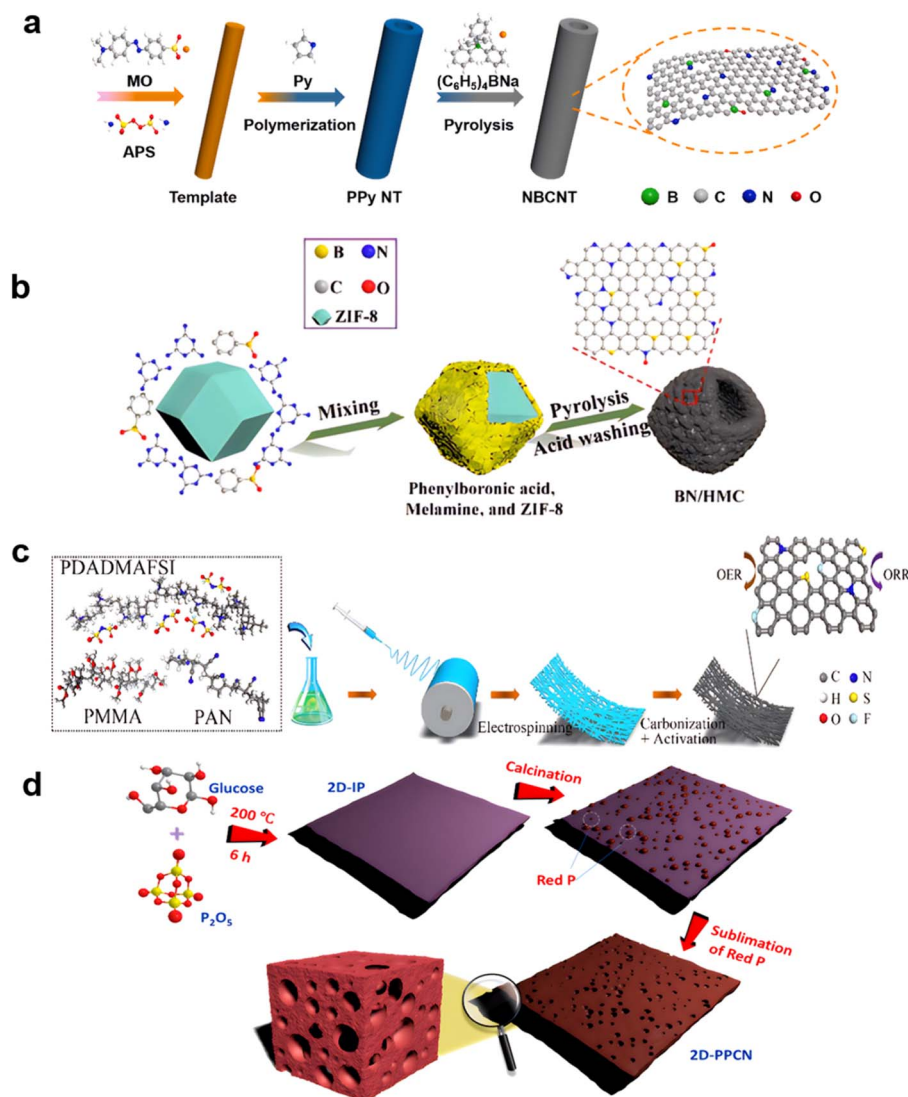 a
MO
APS
Template
Py
Polymerization
PPy NT
(C₆H₅)₄BNa
Pyrolysis
NBCNT
B C N O
b
B N
C O
ZIF-8
Mixing
Phenylboronic acid,
Melamine, and ZIF-8
Pyrolysis
Acid washing
BN/HMC
c
PDADMAFSI
PMMA PAN
Electrospinning
Carbonization
+ Activation
OER ORR
C N
H S
O F
d
Glucose
+
P₂O₅
200 ℃
6 h
2D-IP
Calcination
Red P
Sublimation
of Red P
2D-PPCN